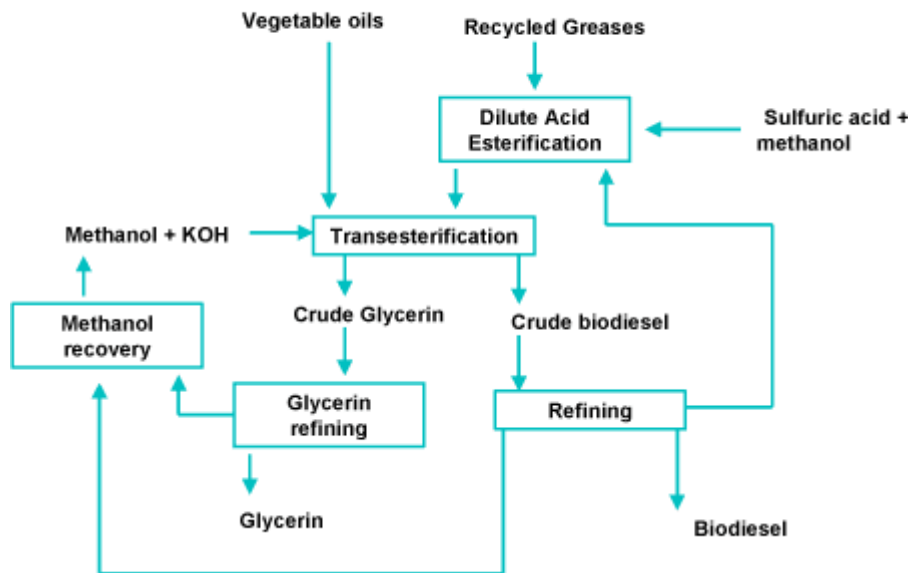 Vegetable oils
Recycled Greases
Dilute Acid
Esterification
Sulfuric acid +
methanol
Methanol + KOH
Transesterification
Crude Glycerin
Crude biodiesel
Methanol
recovery
Glycerin
refining
Refining
Glycerin
Biodiesel